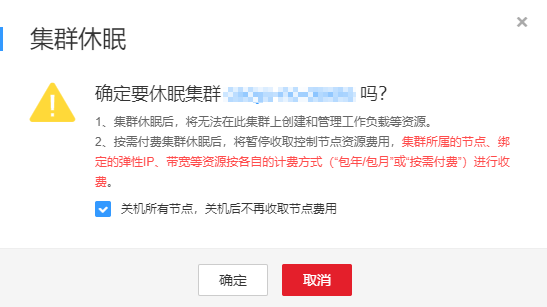 集群休眠
确定要休眠集群 吗?
1、集群休眠后，将无法在此集群上创建和管理工作负载等资源。
2、按需付费集群休眠后，将暂停收取控制节点资源费用，集群所属的节点、绑
定的弹性IP、带宽等资源按各自的计费方式（“包年/包月”或“按需付费”）进行收
费。
关机所有节点，关机后不再收取节点费用
确定
取消